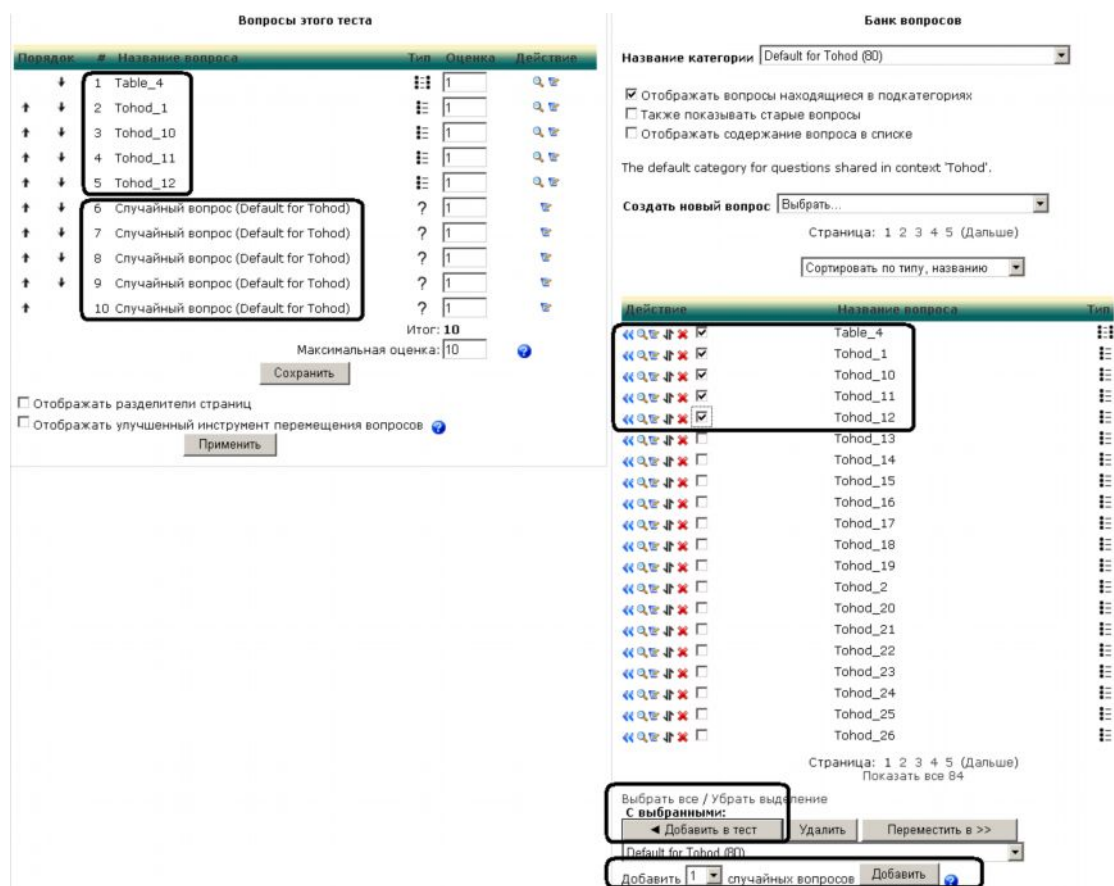 Вопросы этого теста
Порядок # Название вопроса Тип Оценка Действие
1 Table_4 1
2 Tohod_1 1
3 Tohod_10 1
4 Tohod_11 1
5 Tohod_12 1
6 Случайный вопрос (Default for Tohod) ? 1
7 Случайный вопрос (Default for Tohod) ? 1
8 Случайный вопрос (Default for Tohod) ? 1
9 Случайный вопрос (Default for Tohod) ? 1
10 Случайный вопрос (Default for Tohod) ? 1
Итог: 10
Максимальная оценка: 10
Сохранить
Отображать разделители страниц
Отображать улучшенный инструмент перемещения вопросов
Применить
Банк вопросов
Название категории Default for Tohod (80)
Отображать вопросы находящиеся в подкатегориях
Также показывать старые вопросы
Отображать содержание вопроса в списке
The default category for questions shared in context 'Tohod'.
Создать новый вопрос Выбрать...
Страница: 1 2 3 4 5 (Дальше)
Сортировать по типу, названию
Действие Название вопроса Тип
Table_4
Tohod_1
Tohod_10
Tohod_11
Tohod_12
Tohod_13
Tohod_14
Tohod_15
Tohod_16
Tohod_17
Tohod_18
Tohod_19
Tohod_2
Tohod_20
Tohod_21
Tohod_22
Tohod_23
Tohod_24
Tohod_25
Tohod_26
Страница: 1 2 3 4 5 (Дальше)
Показать все 84
Выбрать все / Убрать выделение
С выбранными:
◄ Добавить в тест Удалить Переместить в >>
Default for Tohod (80)
Добавить 1 случайных вопросов Добавить